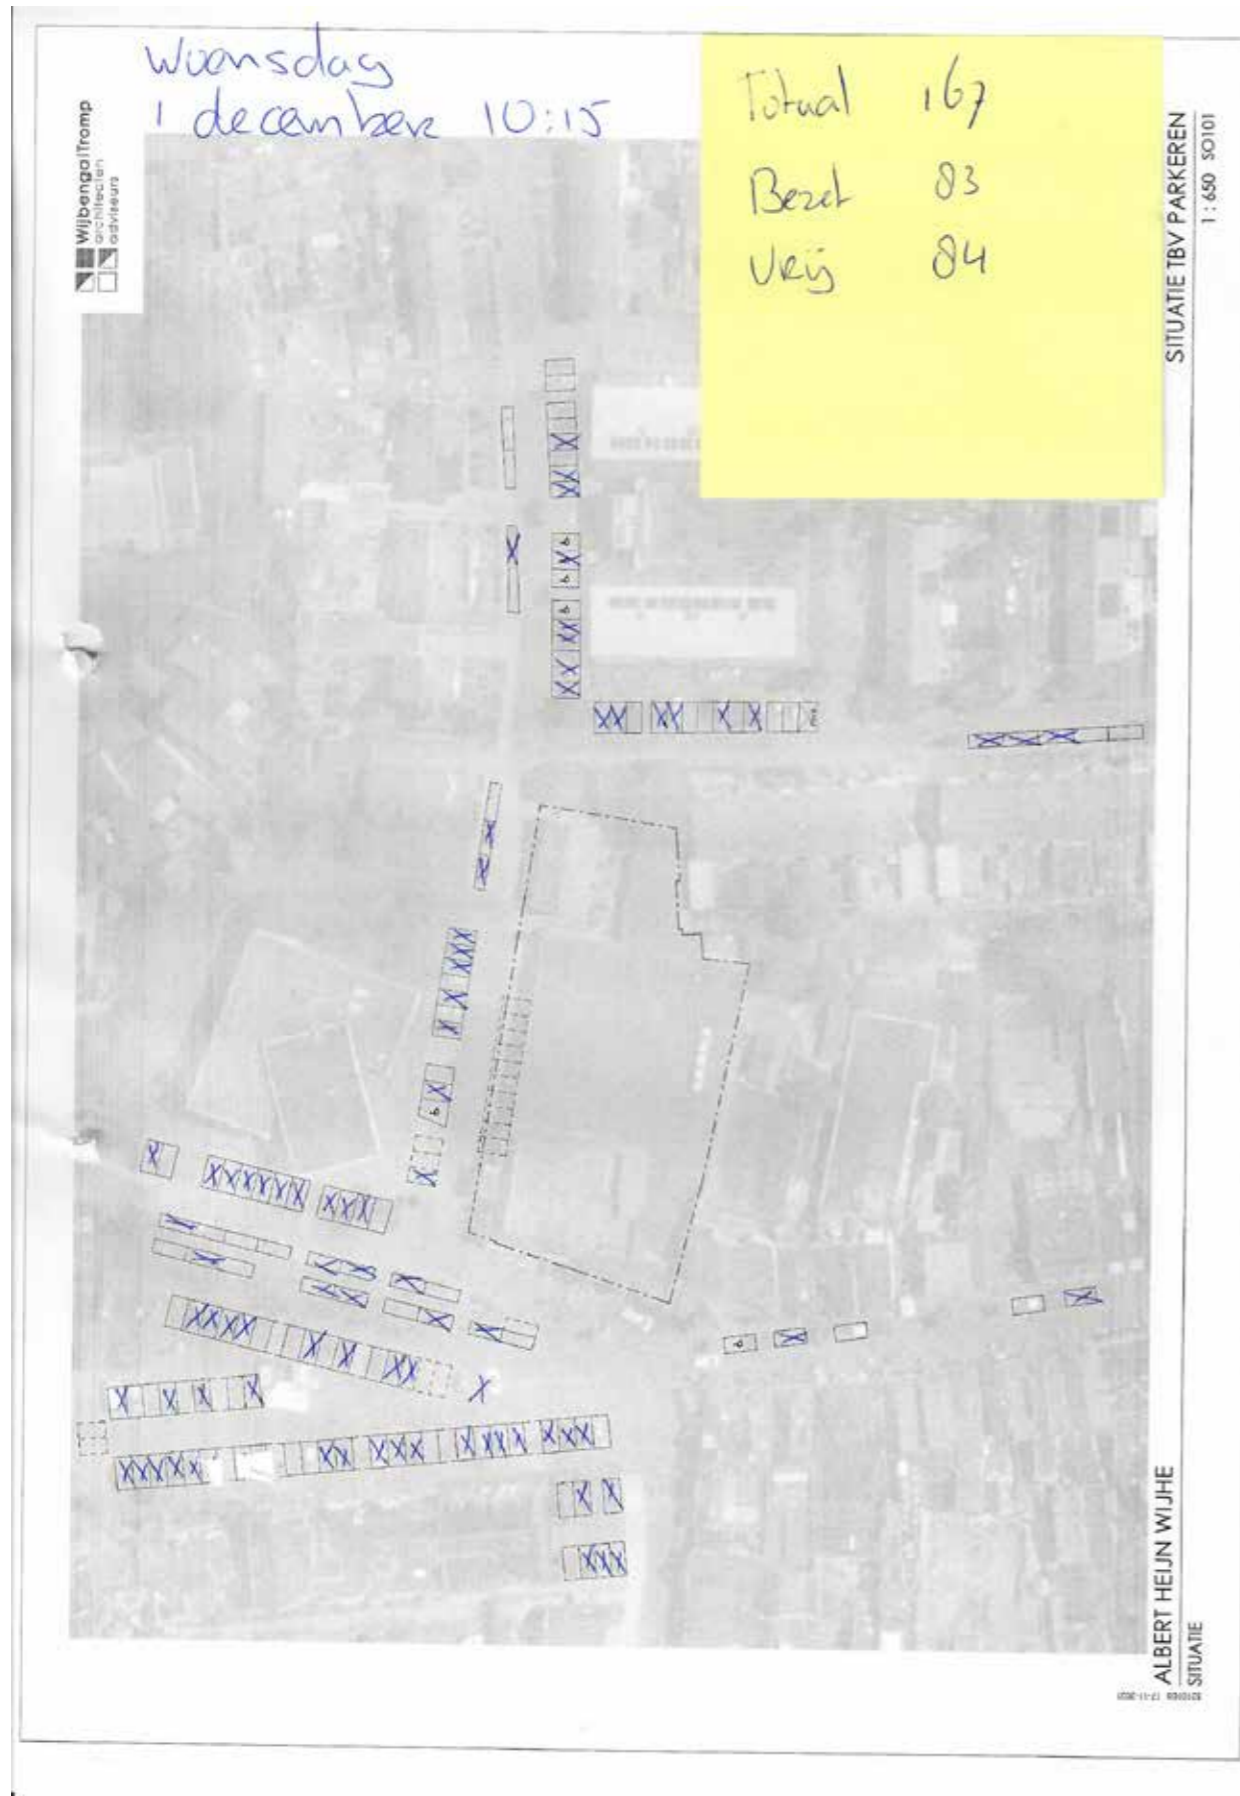 Woensdag
1 december 10:15
Totaal 167
Bezet 83
Vrij 84
WijbengaTromp
architecten
adviseurs
SITUATIE TBV PARKEREN
1 : 650 SO101
ALBERT HEIJN WIJHE
SITUATIE